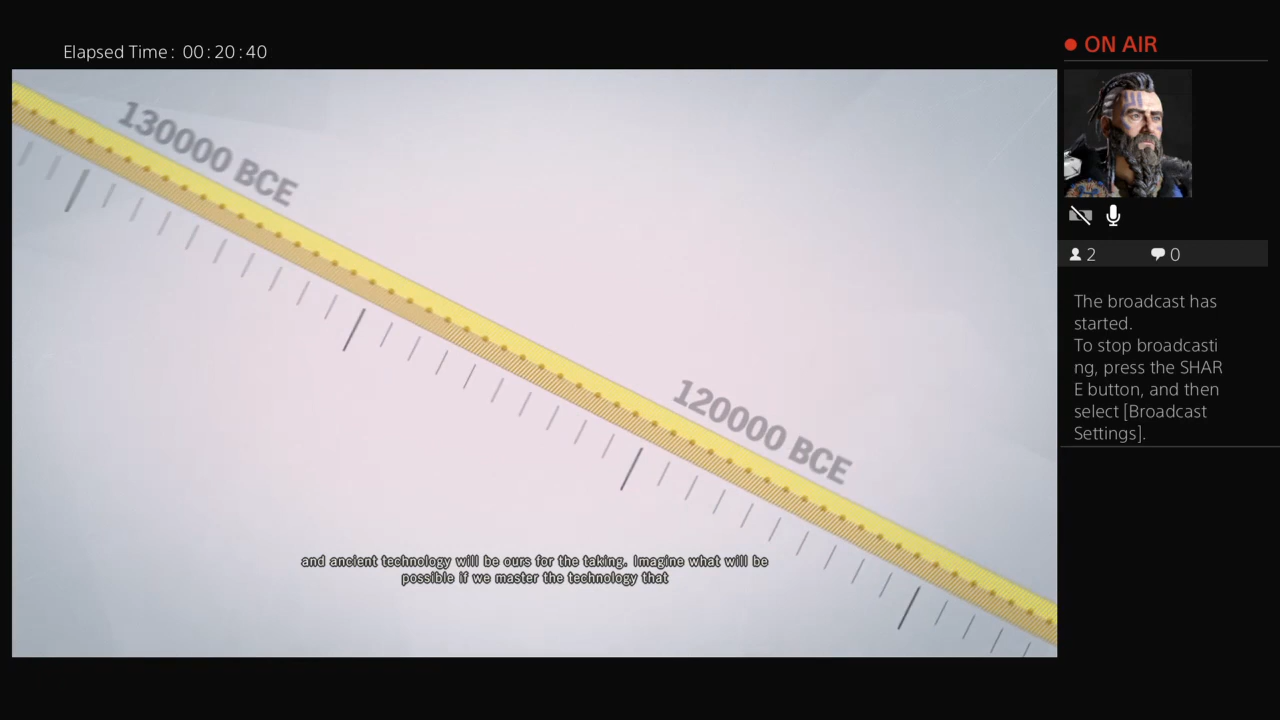 Elapsed Time: 00:20:40
ON AIR
130000 BCE
2 0
The broadcast has
started.
To stop broadcasti
ng, press the SHAR
E button, and then
select [Broadcast
Settings].
120000 BCE
and ancient technology will be ours for the taking. Imagine what will be
possible if we master the technology that